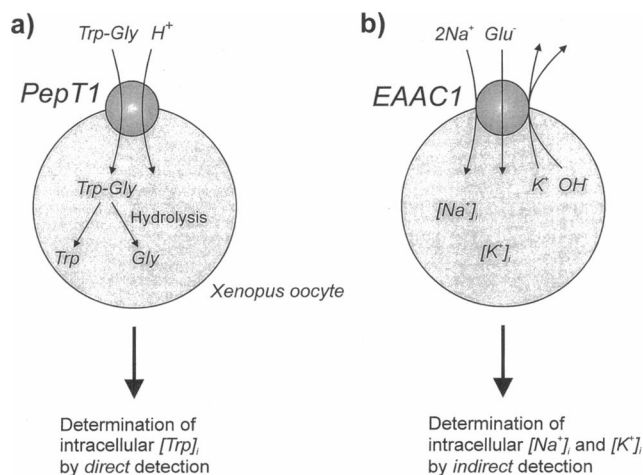 a)
Trp-Gly H+
PepT1
Trp-Gly
Hydrolysis
Trp Gly
Xenopus oocyte
Determination of
intracellular [Trp]i
by direct detection
b)
2Na+ Glu-
EAAC1
K+ OH-
[Na+]i
[K+]i
Determination of
intracellular [Na+]i and [K+]i
by indirect detection